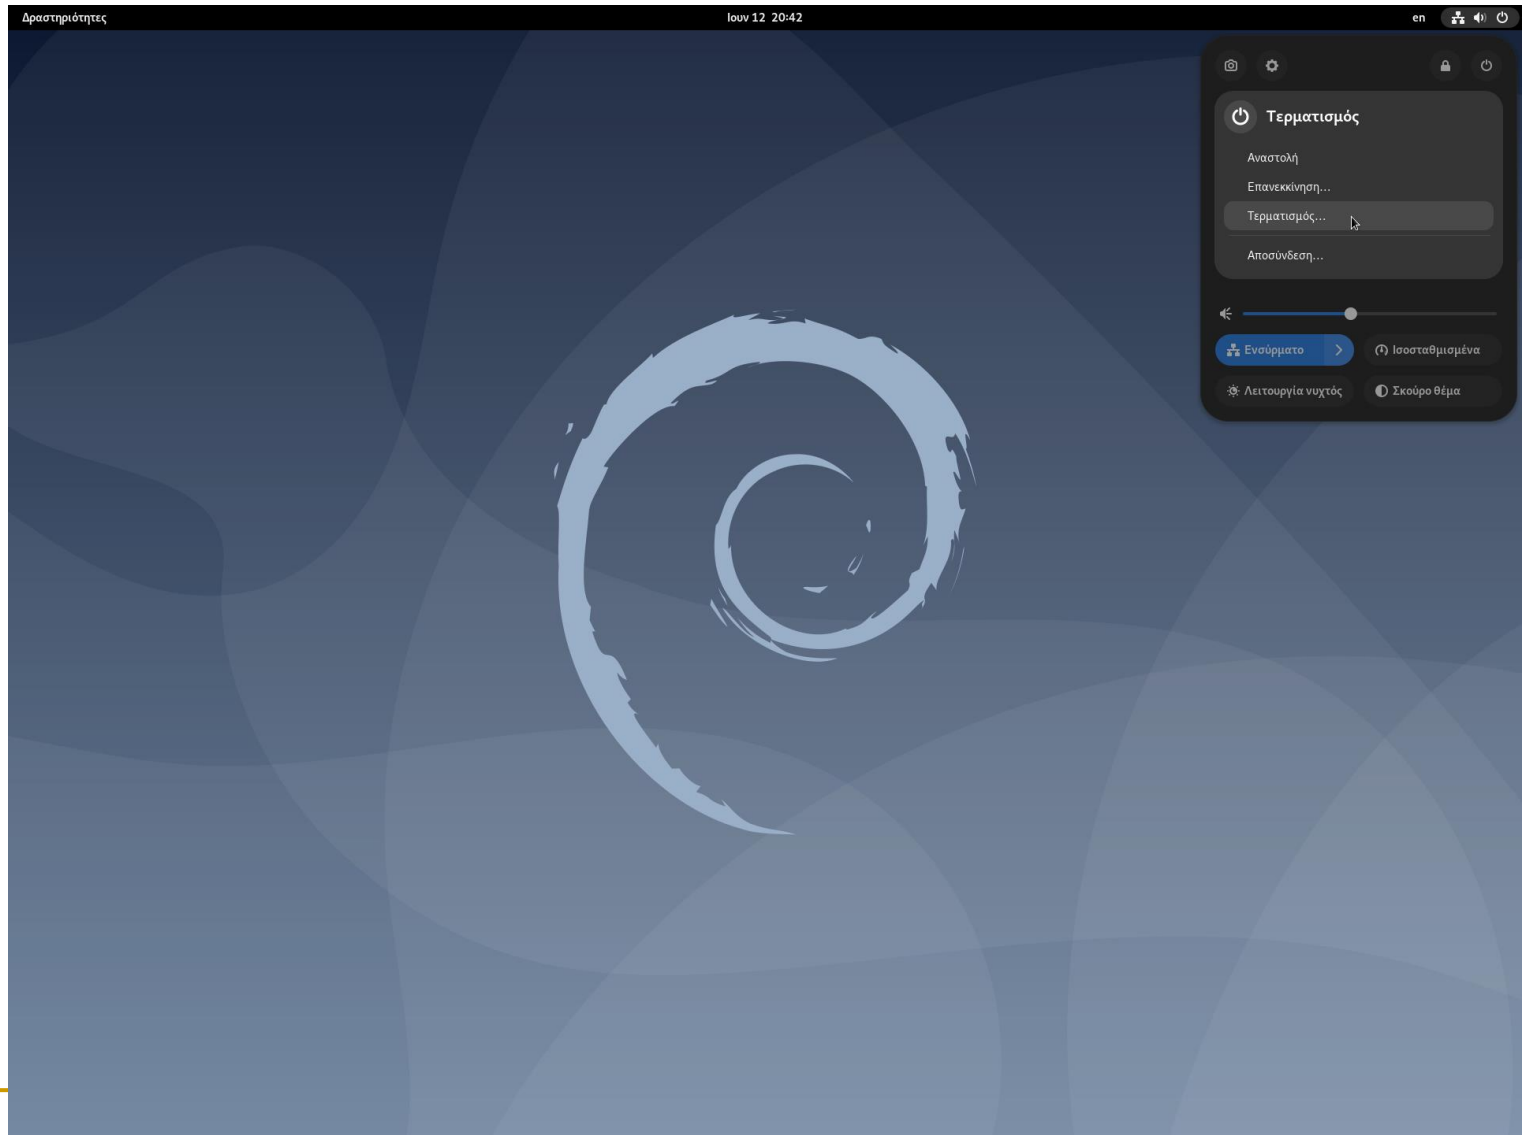 Δραστηριότητες Ιουν 12 20:42 en
Τερματισμός
Αναστολή
Επανεκκίνηση...
Τερματισμός...
Αποσύνδεση...
Ενσύρματο Ισοσταθμισμένα
Λειτουργία νυχτός Σκούρο θέμα